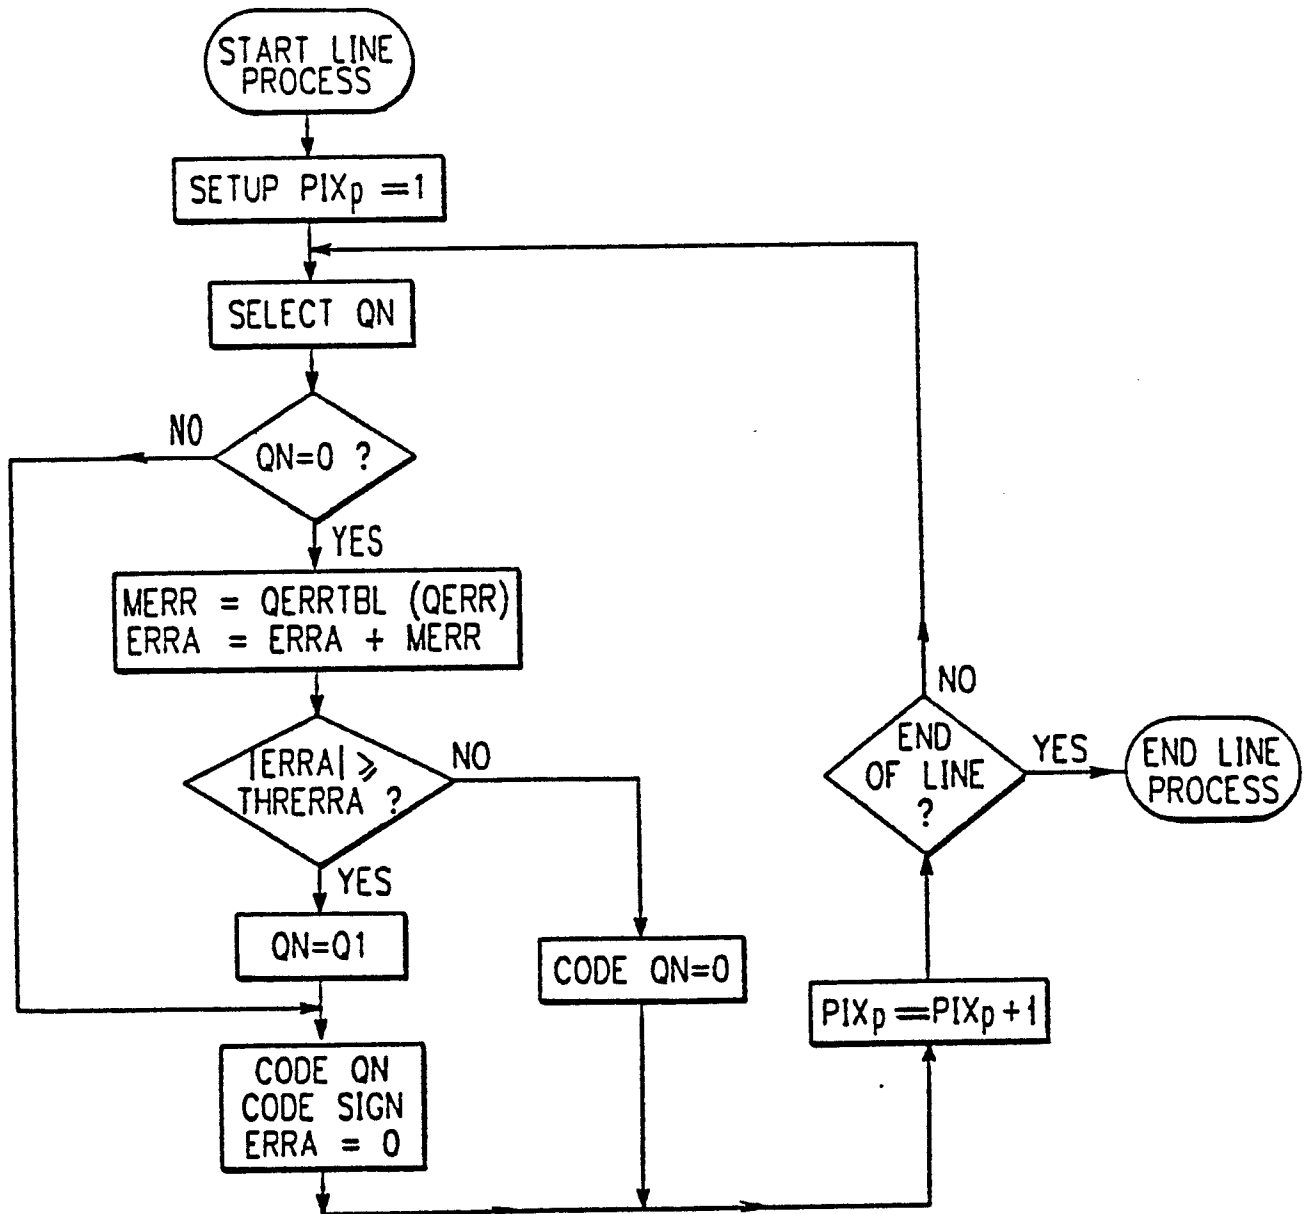 START LINE
PROCESS
SETUP PIXp =1
SELECT QN
NO
QN=0 ?
YES
MERR = QERRTBL (QERR)
ERRA = ERRA + MERR
|ERRA| ⩾
THRERRA ?
NO
YES
QN=Q1
CODE QN=0
CODE QN
CODE SIGN
ERRA = 0
PIXp=PIXp+1
END
OF LINE
?
NO
YES
END LINE
PROCESS